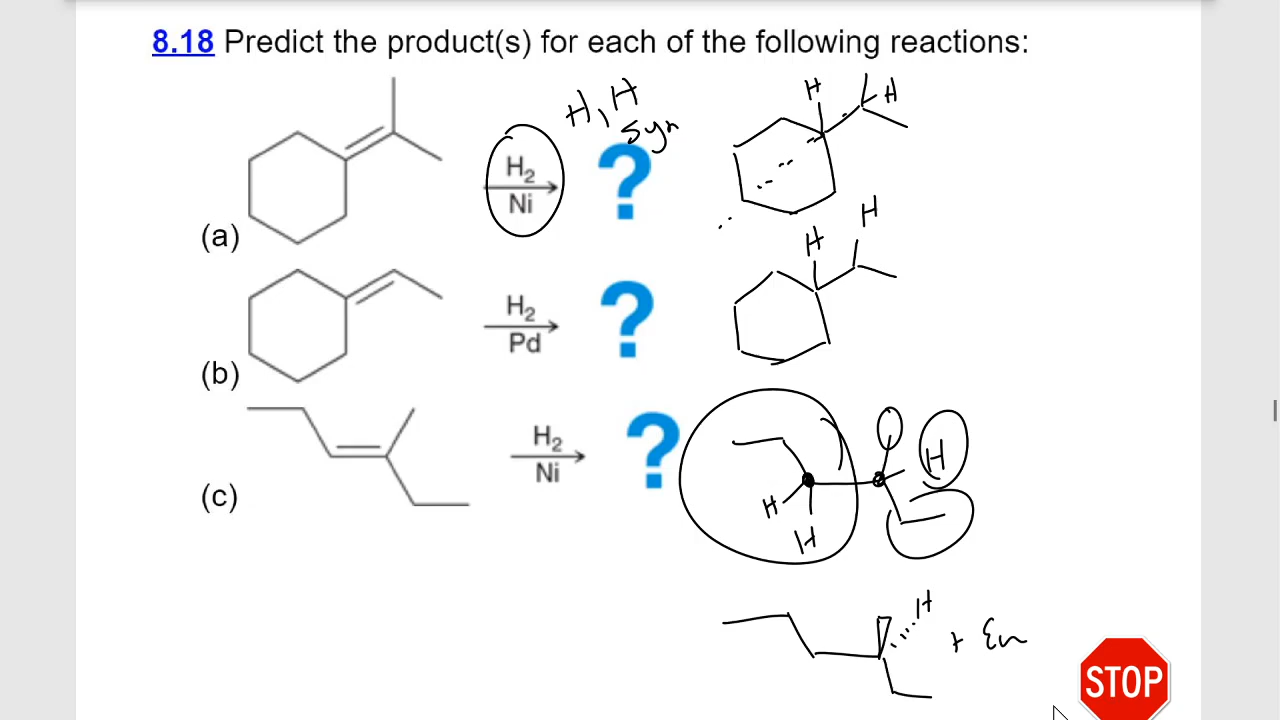 8.18 Predict the product(s) for each of the following reactions:
H, H
syn
H H
H₂
?
Ni
(a)
H
H
H₂
?
Pd
(b)
H₂
?
H
Ni
(c)
H
H
H
+ En
STOP